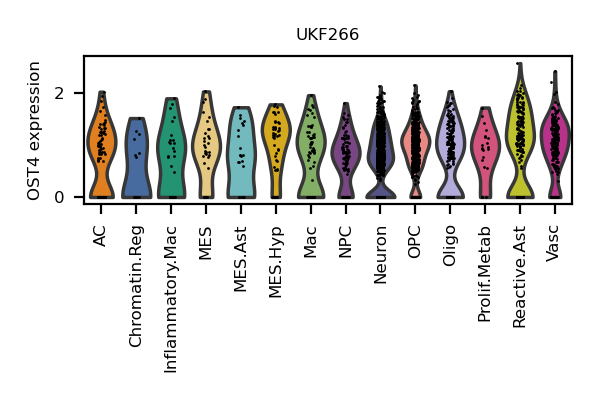 UKF266
OST4 expression
2
0
AC
Chromatin.Reg
Inflammatory.Mac
MES
MES.Ast
MES.Hyp
Mac
NPC
Neuron
OPC
Oligo
Prolif.Metab
Reactive.Ast
Vasc